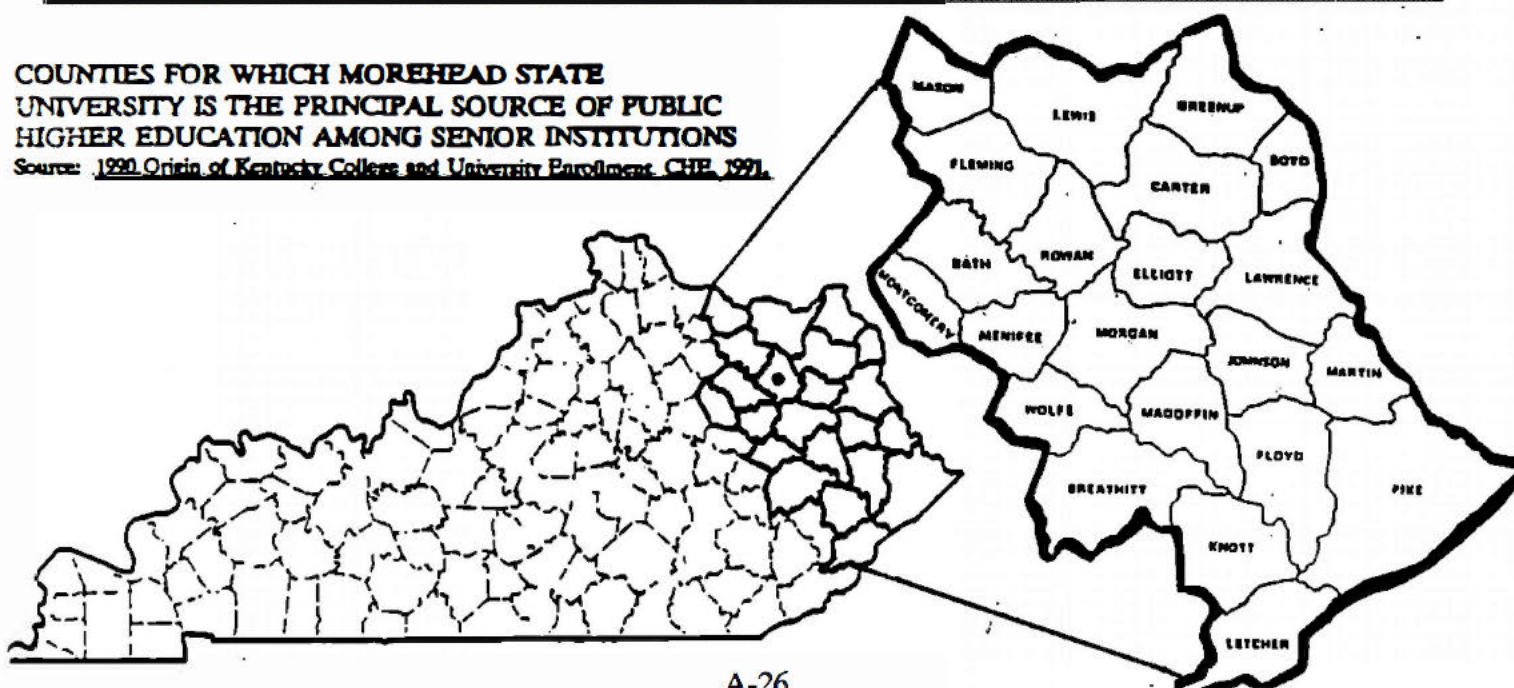 COUNTIES FOR WHICH MOREHEAD STATE
UNIVERSITY IS THE PRINCIPAL SOURCE OF PUBLIC
HIGHER EDUCATION AMONG SENIOR INSTITUTIONS
Source: 1990 Origin of Kentucky College and University Enrollment, CHE, 1991.
MASON
LEWIS
GREENUP
FLEMING
BOYD
CARTER
BATH
ROWAN
ELLIOTT
LAWRENCE
MONTGOMERY
MENIFEE
MORGAN
JOHNSON
MARTIN
WOLFE
MAGOFFIN
FLOYD
BREATHITT
PIKE
KNOTT
LETCHER
A-26